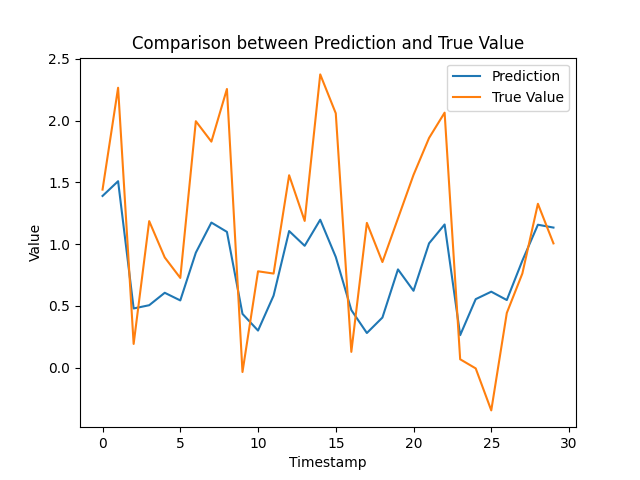 Comparison between Prediction and True Value
Prediction
True Value
Value
2.5
2.0
1.5
1.0
0.5
0.0
0 5 10 15 20 25 30
Timestamp